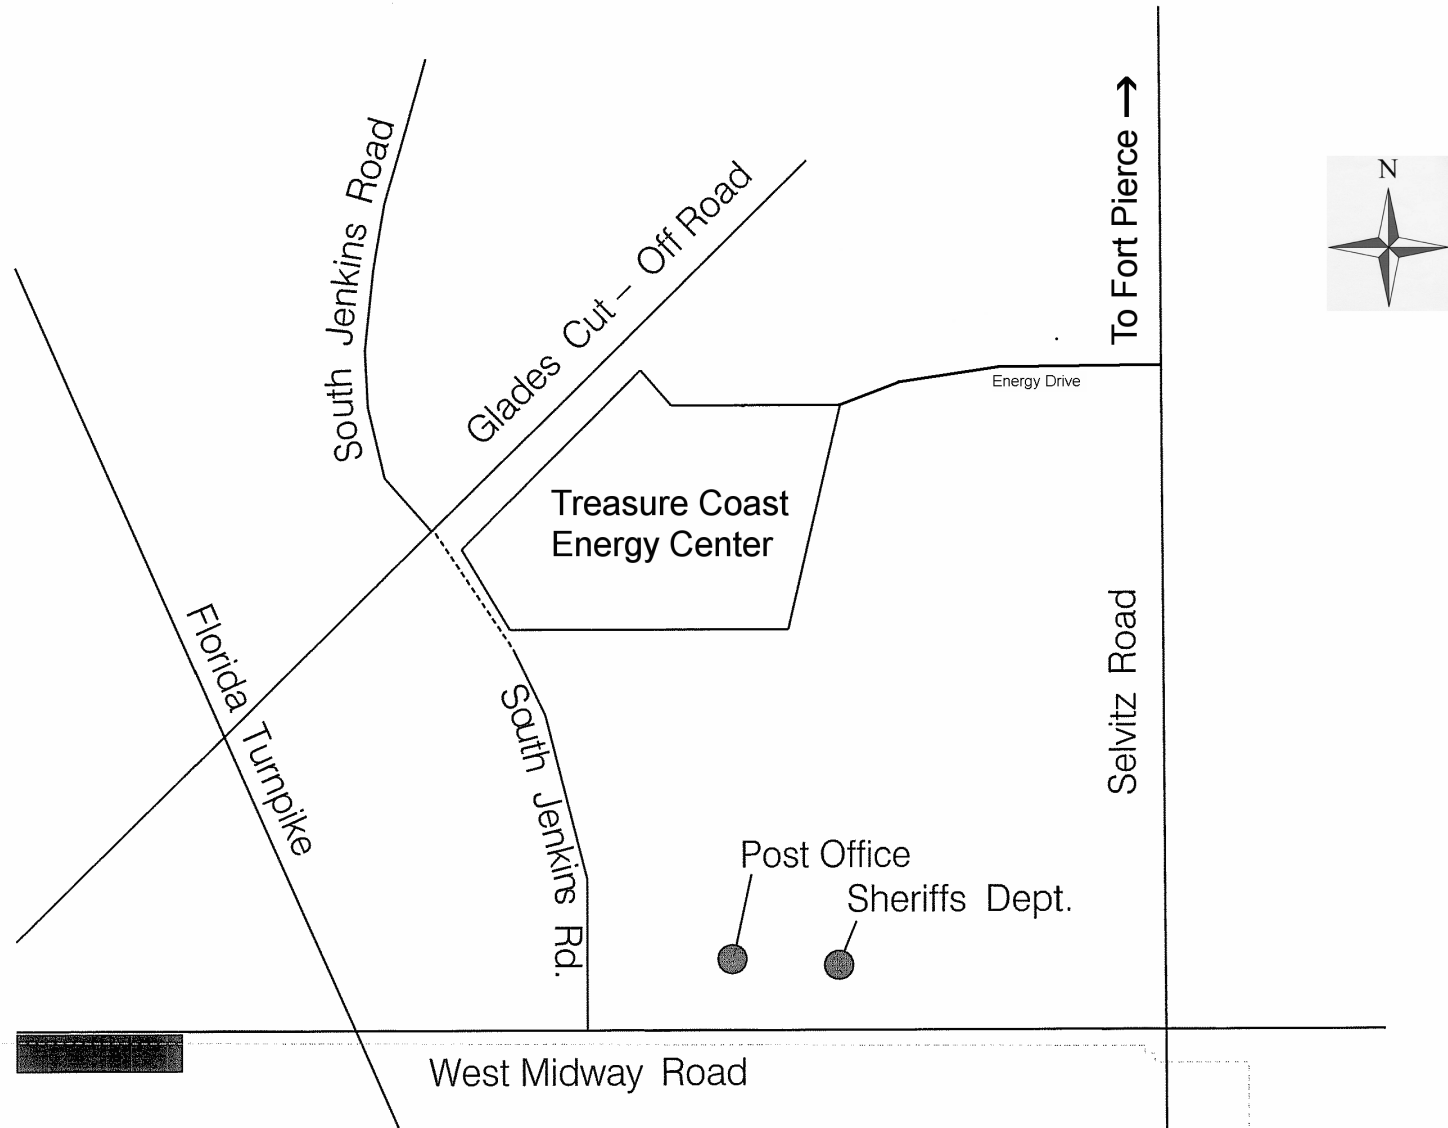 N
To Fort Pierce →
South Jenkins Road
Glades Cut – Off Road
Energy Drive
Treasure Coast
Energy Center
Florida Turnpike
Selvitz Road
South Jenkins Rd.
Post Office
Sheriffs Dept.
West Midway Road